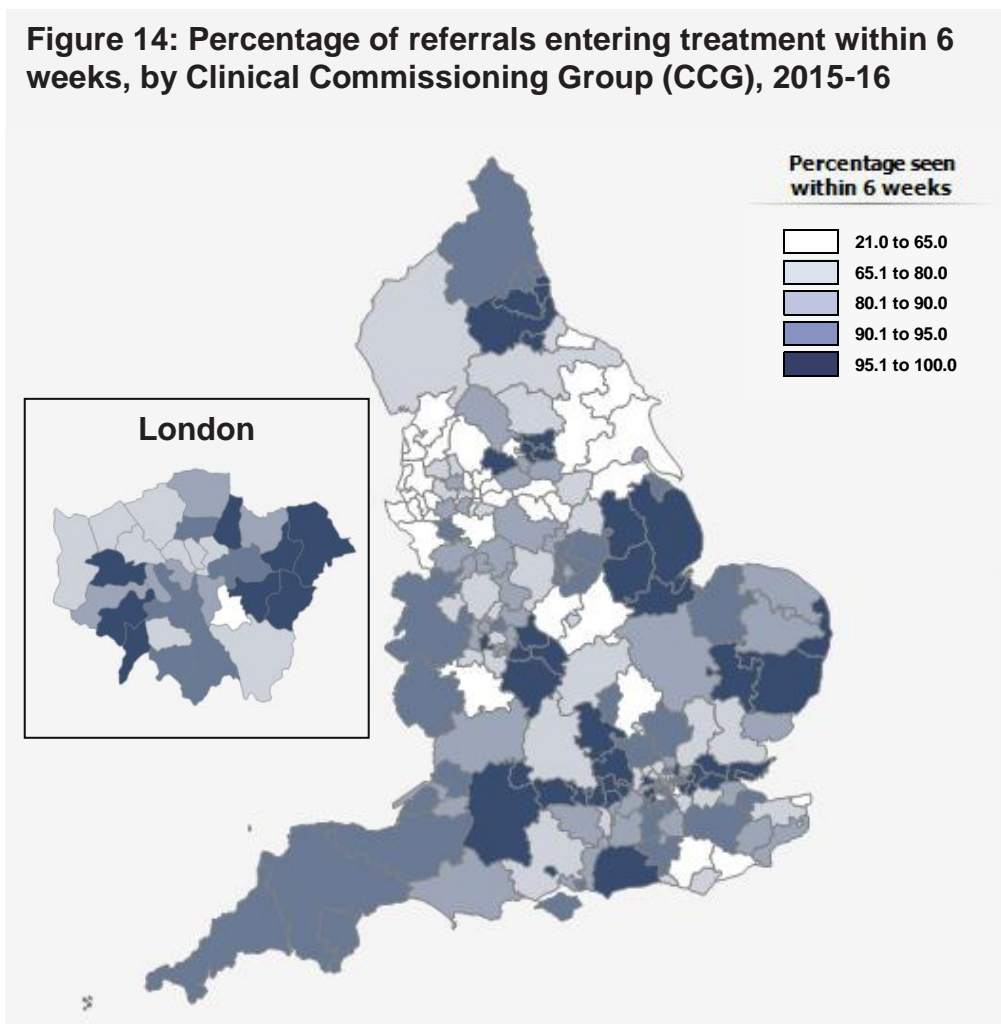 Figure 14: Percentage of referrals entering treatment within 6
weeks, by Clinical Commissioning Group (CCG), 2015-16
Percentage seen
within 6 weeks
21.0 to 65.0
65.1 to 80.0
80.1 to 90.0
90.1 to 95.0
95.1 to 100.0
London